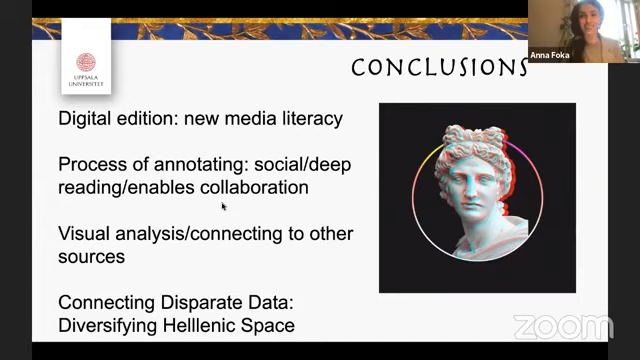 UPPSALA
UNIVERSITET
CONCLUSIONS
Anna Foka
Digital edition: new media literacy
Process of annotating: social/deep
reading/enables collaboration
Visual analysis/connecting to other
sources
Connecting Disparate Data:
Diversifying Helllenic Space
zoom